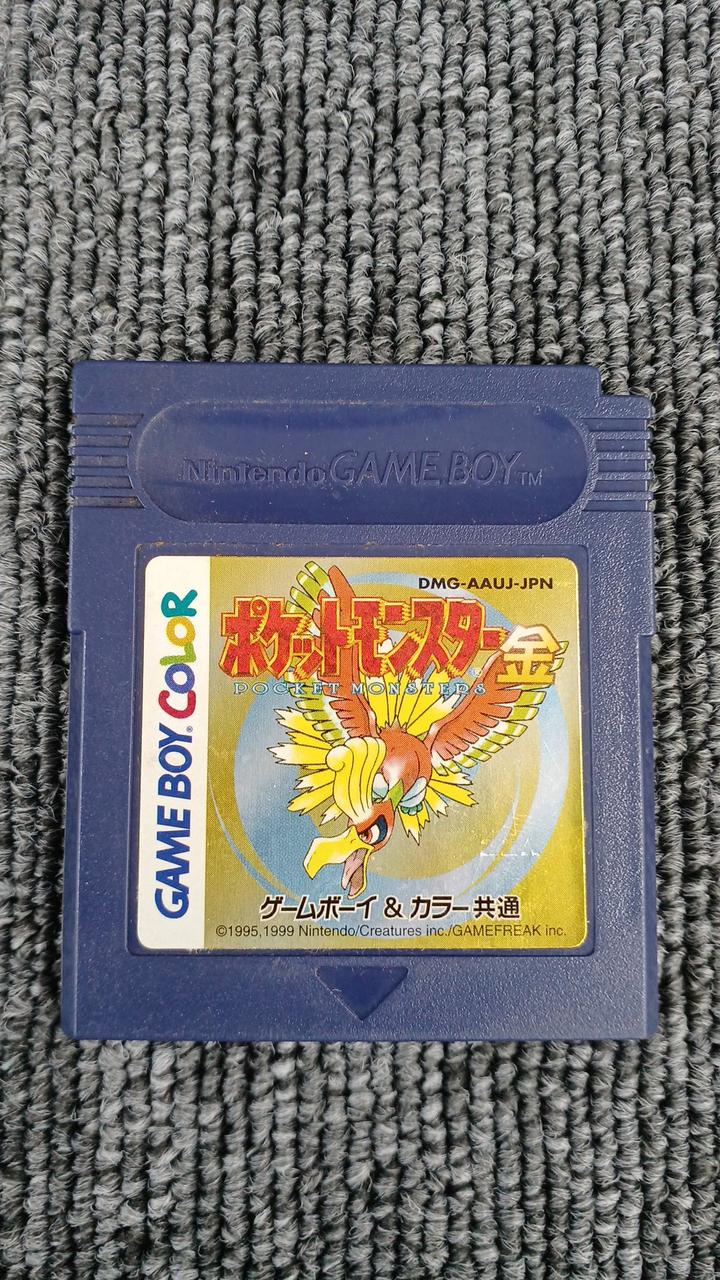 Nintendo GAME BOY TM
GAME BOY COLOR
DMG-AAUJ-JPN
ポケットモンスター金
POCKET MONSTERS
ゲームボーイ & カラー共通
©1995,1999 Nintendo/Creatures inc./GAMEFREAK inc.